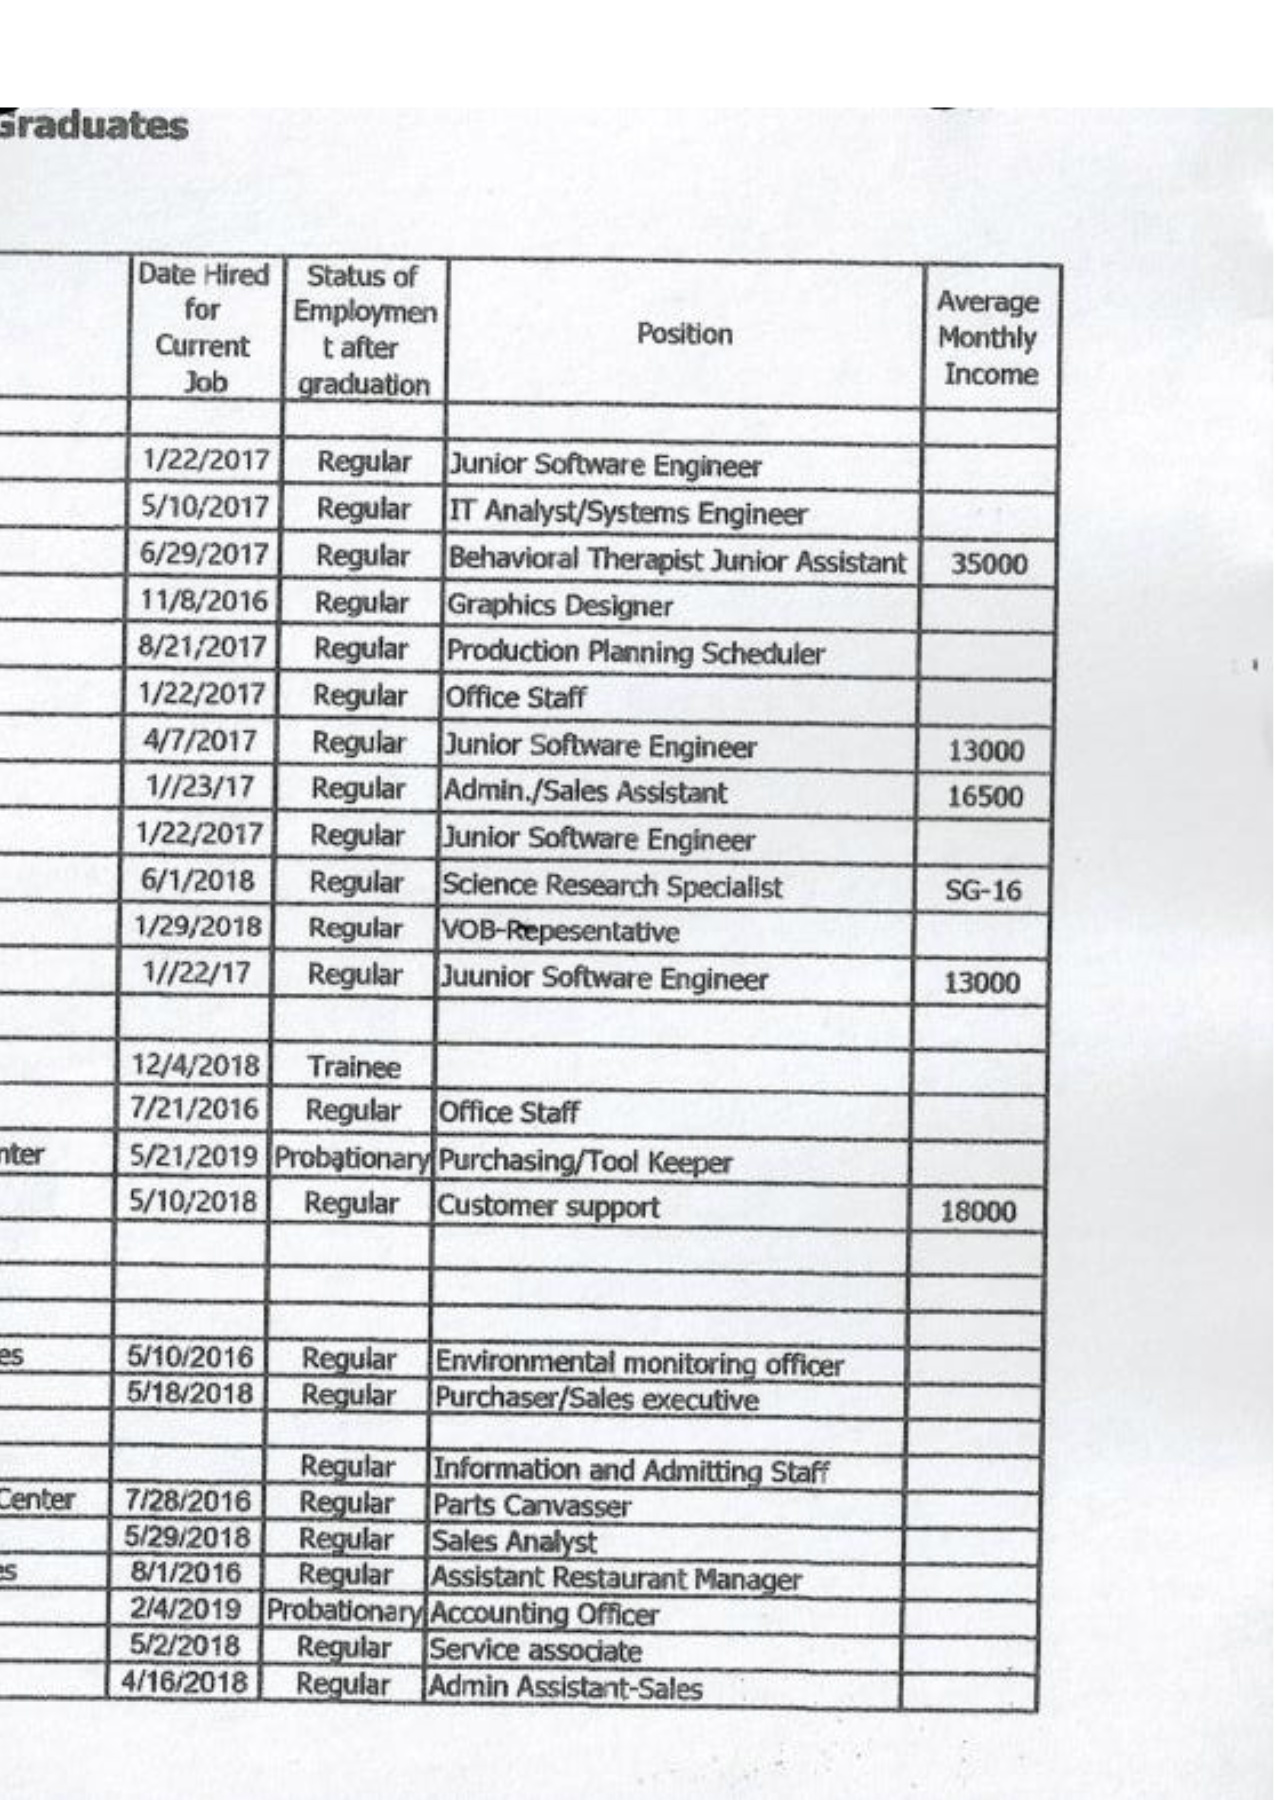 Graduates
Date Hired for Current Job | Status of Employmen t after graduation | Position | Average Monthly Income
1/22/2017 Regular Junior Software Engineer
5/10/2017 Regular IT Analyst/Systems Engineer
6/29/2017 Regular Behavioral Therapist Junior Assistant 35000
11/8/2016 Regular Graphics Designer
8/21/2017 Regular Production Planning Scheduler
1/22/2017 Regular Office Staff
4/7/2017 Regular Junior Software Engineer 13000
1//23/17 Regular Admin./Sales Assistant 16500
1/22/2017 Regular Junior Software Engineer
6/1/2018 Regular Science Research Specialist SG-16
1/29/2018 Regular VOB-Repesentative
1//22/17 Regular Juunior Software Engineer 13000
12/4/2018 Trainee
7/21/2016 Regular Office Staff
nter 5/21/2019 Probationary Purchasing/Tool Keeper
5/10/2018 Regular Customer support 18000
es 5/10/2016 Regular Environmental monitoring officer
5/18/2018 Regular Purchaser/Sales executive
Regular Information and Admitting Staff
Center 7/28/2016 Regular Parts Canvasser
5/29/2018 Regular Sales Analyst
es 8/1/2016 Regular Assistant Restaurant Manager
2/4/2019 Probationary Accounting Officer
5/2/2018 Regular Service associate
4/16/2018 Regular Admin Assistant-Sales